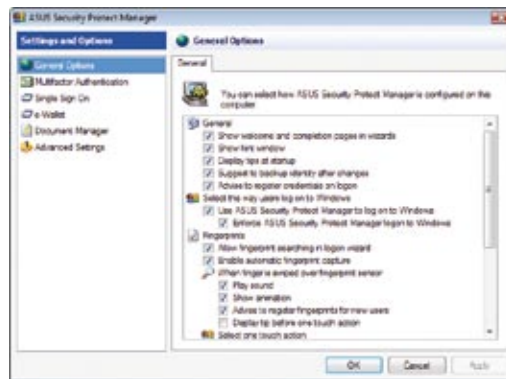 ASUS Security Protect Manager
Settings and Options
General Options
Multifactor Authentication
Single Sign On
e-Wallet
Document Manager
Advanced Settings
General Options
General
You can select how ASUS Security Protect Manager is configured on this
computer
General
Show welcome and completion pages in wizards
Show hint window
Display tips at startup
Suggest to backup identity after changes
Advise to register credentials on logon
Select the way users log on to Windows
Use ASUS Security Protect Manager to log on to Windows
Enforce ASUS Security Protect Manager logon to Windows
Fingerprints
Allow fingerprint searching in logon wizard
Enable automatic fingerprint capture
When finger is swiped over fingerprint sensor
Play sound
Show animation
Advise to register fingerprints for new users
Display tip before one touch action
Select one touch action
OK
Cancel
Apply